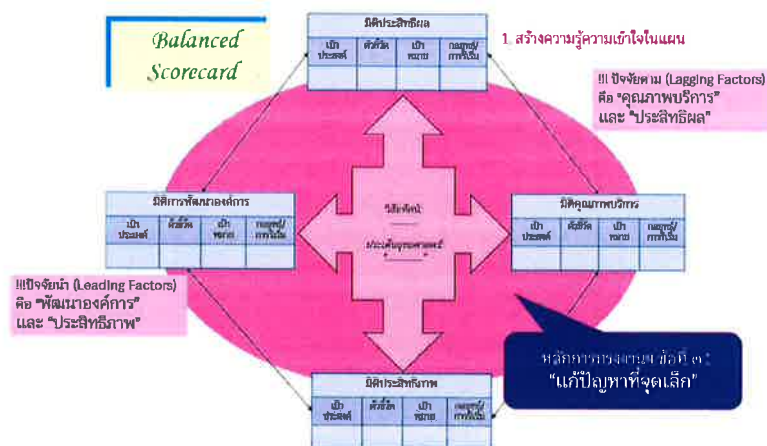 Balanced
Scorecard
มิติประสิทธิผล
เป้า
ประสงค์
ตัวชี้วัด
เป้า
หมาย
กลยุทธ์/
การริเริ่ม
1. สร้างความรู้ความเข้าใจในแผน
!!! ปัจจัยตาม (Lagging Factors)
คือ "คุณภาพบริการ"
และ "ประสิทธิผล"
มิติการพัฒนาองค์การ
เป้า
ประสงค์
ตัวชี้วัด
เป้า
หมาย
กลยุทธ์/
การริเริ่ม
วิสัยทัศน์
ประเด็นยุทธศาสตร์
มิติคุณภาพบริการ
เป้า
ประสงค์
ตัวชี้วัด
เป้า
หมาย
กลยุทธ์/
การริเริ่ม
!!!ปัจจัยนำ (Leading Factors)
คือ "พัฒนาองค์การ"
และ "ประสิทธิภาพ"
หลักการทรงงานฯ ข้อที่ ๓ :
"แก้ปัญหาที่จุดเล็ก"
มิติประสิทธิภาพ
เป้า
ประสงค์
ตัวชี้วัด
เป้า
หมาย
กลยุทธ์/
การริเริ่ม